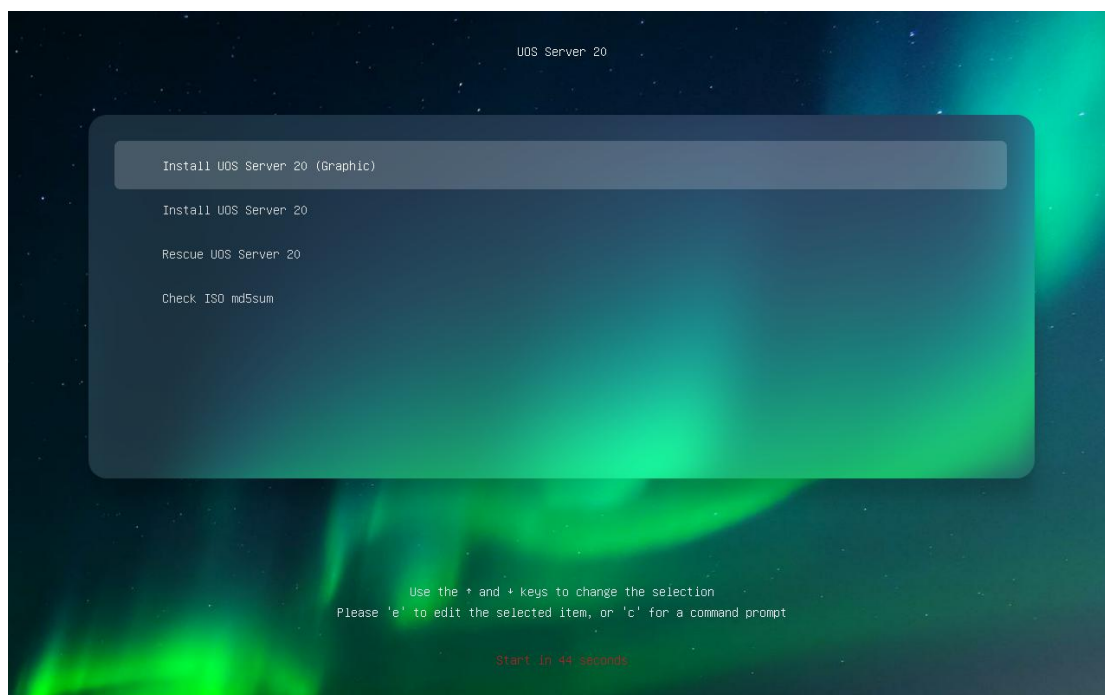 UOS Server 20
Install UOS Server 20 (Graphic)
Install UOS Server 20
Rescue UOS Server 20
Check ISO md5sum
Use the ↑ and ↓ keys to change the selection
Please 'e' to edit the selected item, or 'c' for a command prompt
Start in 44 seconds